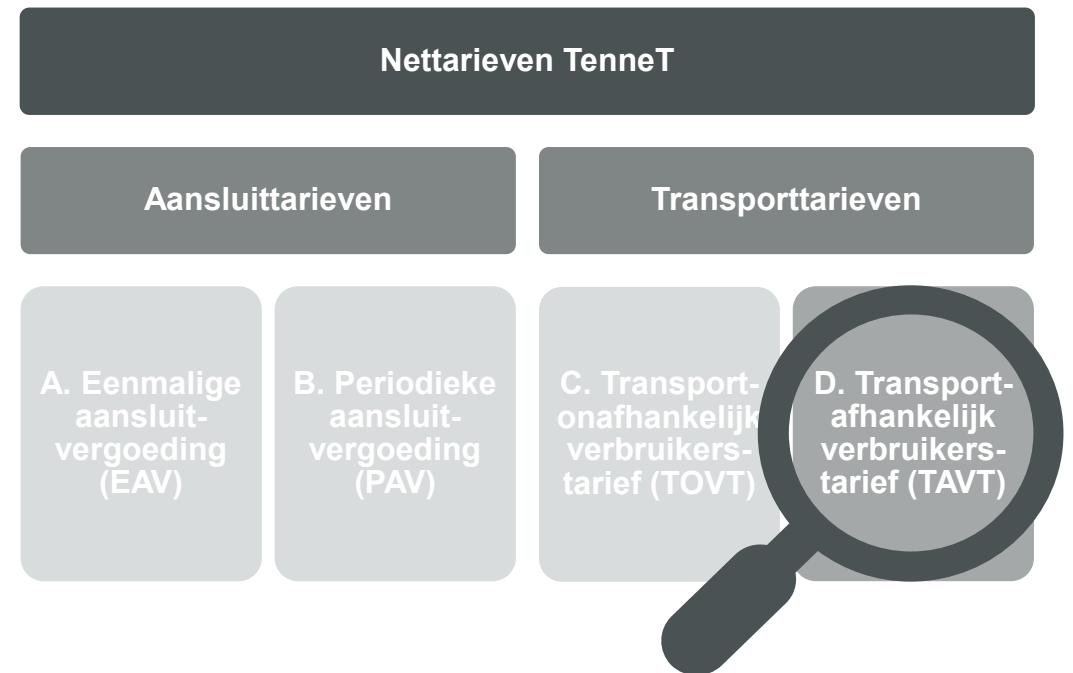 Nettarieven TenneT
Aansluittarieven
Transporttarieven
A. Eenmalige
aansluit-
vergoeding
(EAV)
B. Periodieke
aansluit-
vergoeding
(PAV)
C. Transport-
onafhankelijk
verbruikers-
tarief (TOVT)
D. Transport-
afhankelijk
verbruikers-
tarief (TAVT)